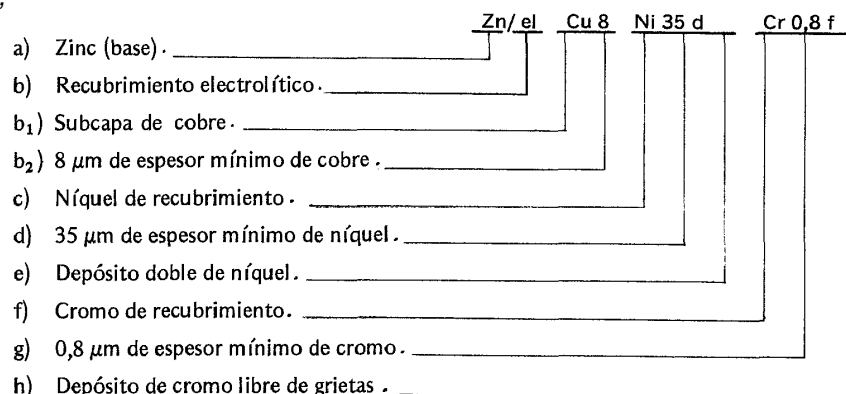 Zn/ el Cu 8 Ni 35 d Cr 0,8 f
a) Zinc (base).
b) Recubrimiento electrolítico.
b₁) Subcapa de cobre.
b₂) 8 μm de espesor mínimo de cobre.
c) Níquel de recubrimiento.
d) 35 μm de espesor mínimo de níquel.
e) Depósito doble de níquel.
f) Cromo de recubrimiento.
g) 0,8 μm de espesor mínimo de cromo.
h) Depósito de cromo libre de grietas.